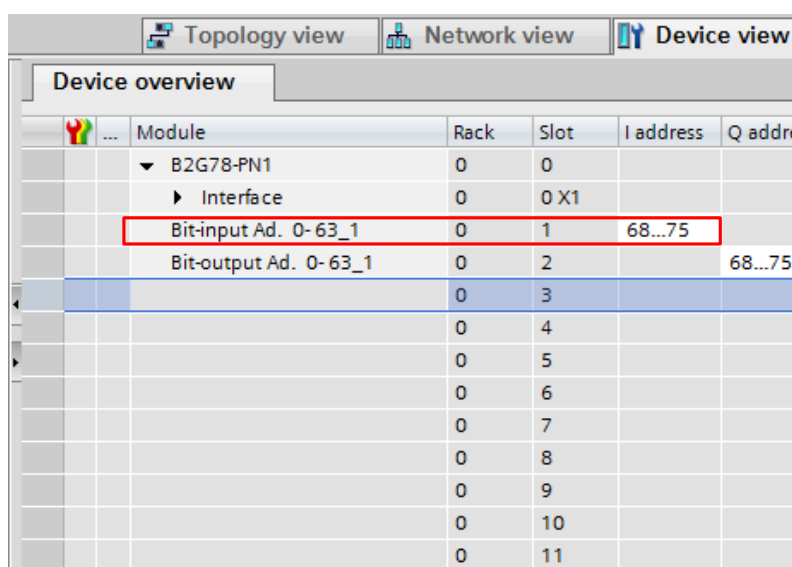 Topology view Network view Device view
Device overview
... Module Rack Slot I address Q addre
B2G78-PN1 0 0
Interface 0 0 X1
Bit-input Ad. 0- 63_1 0 1 68...75
Bit-output Ad. 0- 63_1 0 2 68...75
0 3
0 4
0 5
0 6
0 7
0 8
0 9
0 10
0 11